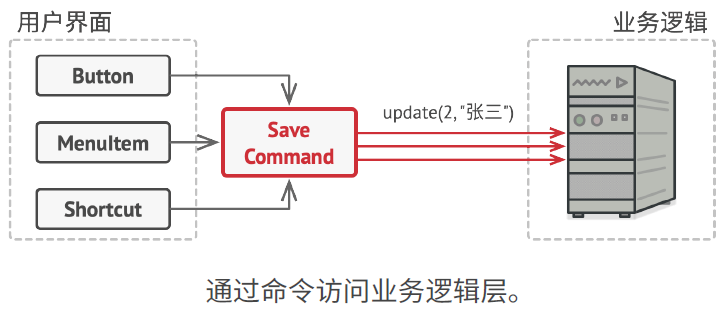 用户界面
业务逻辑
Button
MenuItem
Shortcut
Save
Command
update(2, "张三")
通过命令访问业务逻辑层。